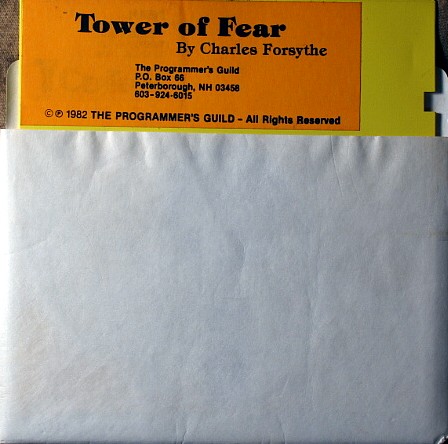 Tower of Fear
By Charles Forsythe
The Programmer's Guild
P.O. Box 66
Peterborough, NH 03458
603-924-6015
© ℗ 1982 THE PROGRAMMER'S GUILD - All Rights Reserved